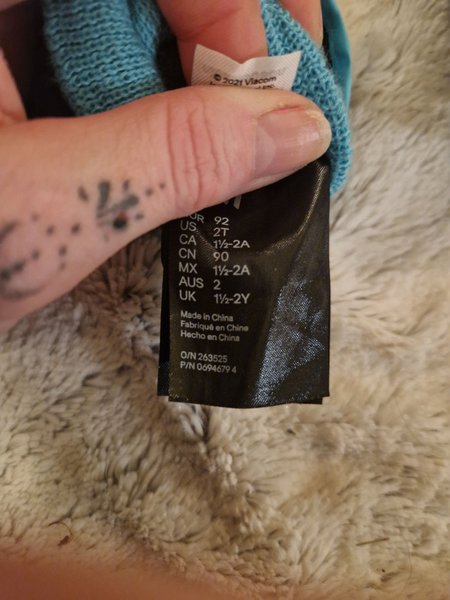 © 2021 Viacom
92
US 2T
CA 1½-2A
CN 90
MX 1½-2A
AUS 2
UK 1½-2Y
Made in China
Fabriqué en Chine
Hecho en China
O/N 263525
P/N 0694679 4